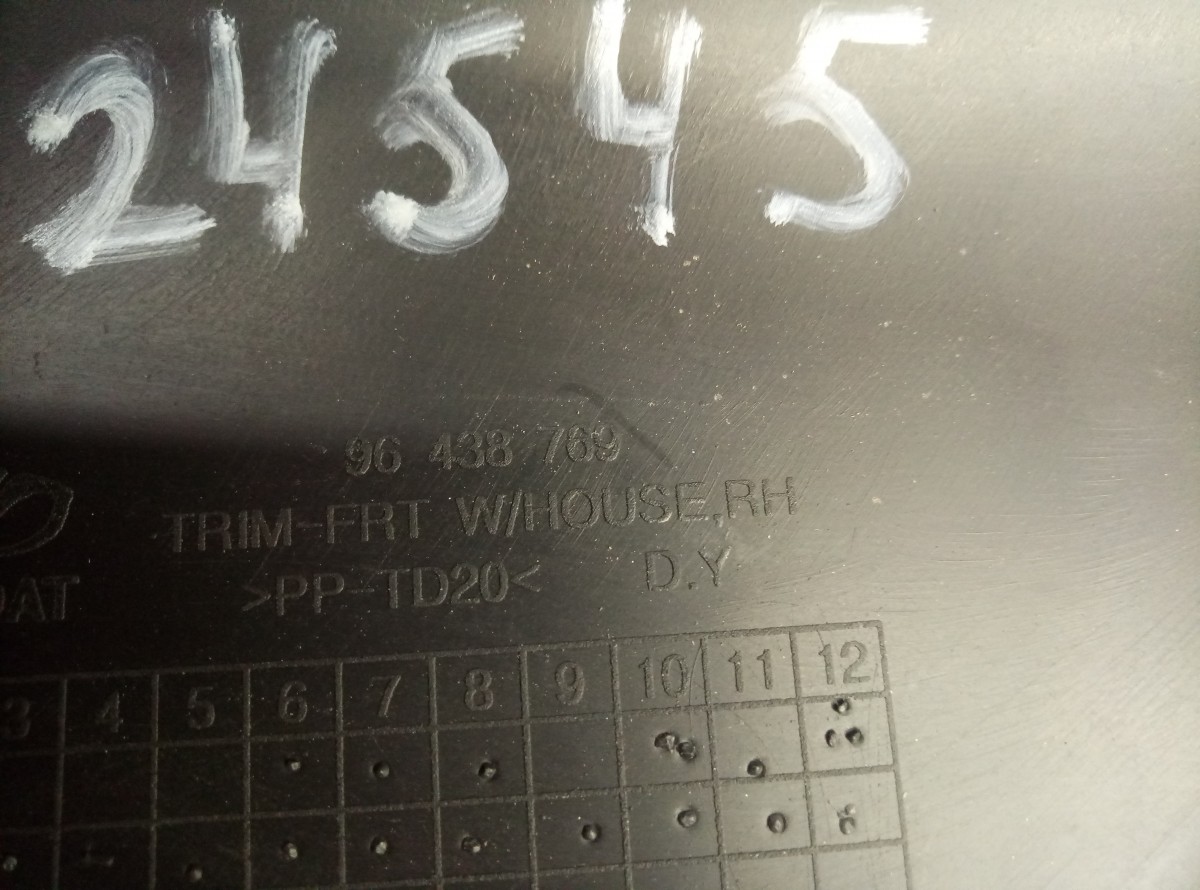 24545
96 438 769
TRIM-FRT W/HOUSE,RH
>PP-TD20< D.Y
3 4 5 6 7 8 9 10 11 12